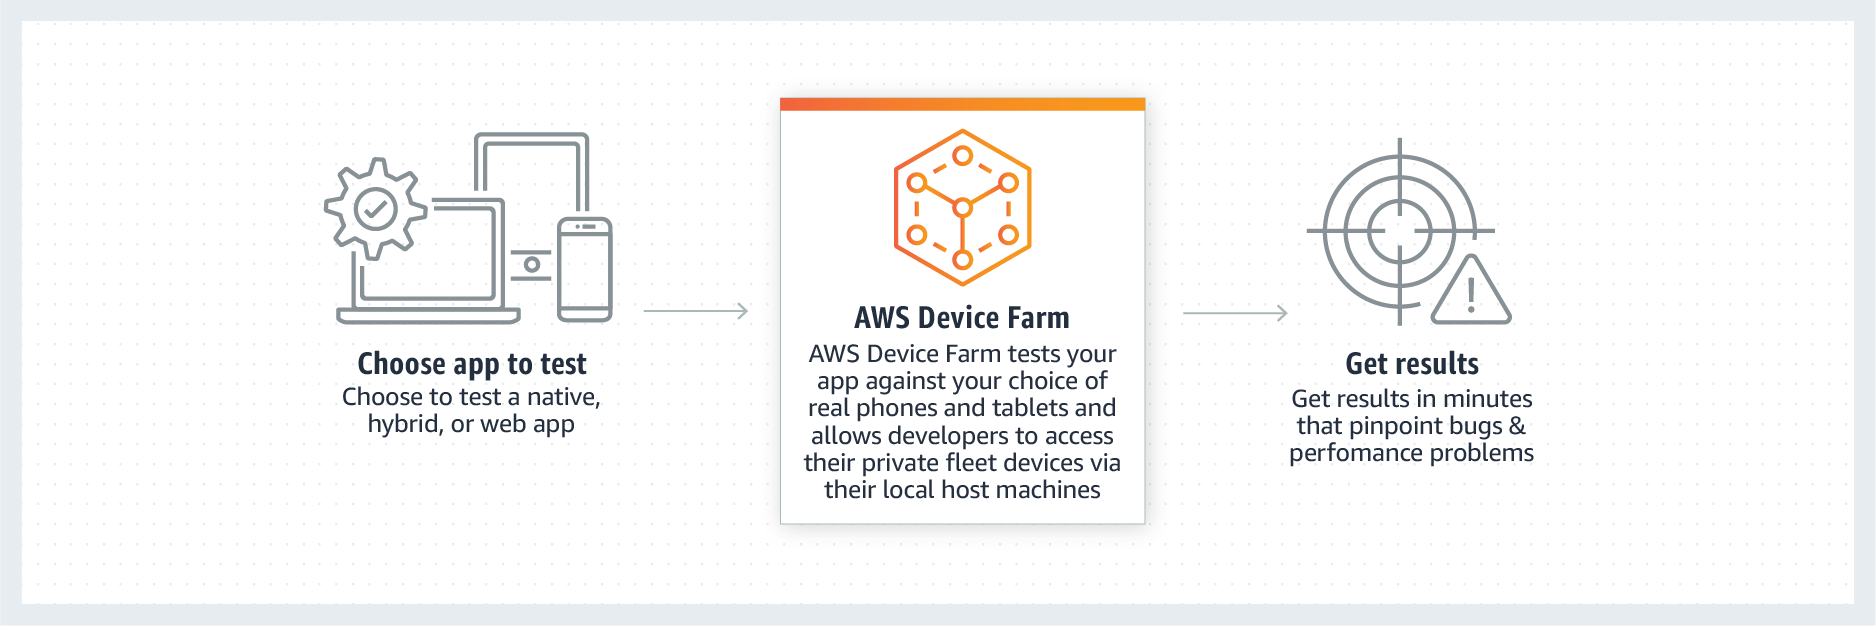 Choose app to test
Choose to test a native,
hybrid, or web app
AWS Device Farm
AWS Device Farm tests your
app against your choice of
real phones and tablets and
allows developers to access
their private fleet devices via
their local host machines
Get results
Get results in minutes
that pinpoint bugs &
perfomance problems